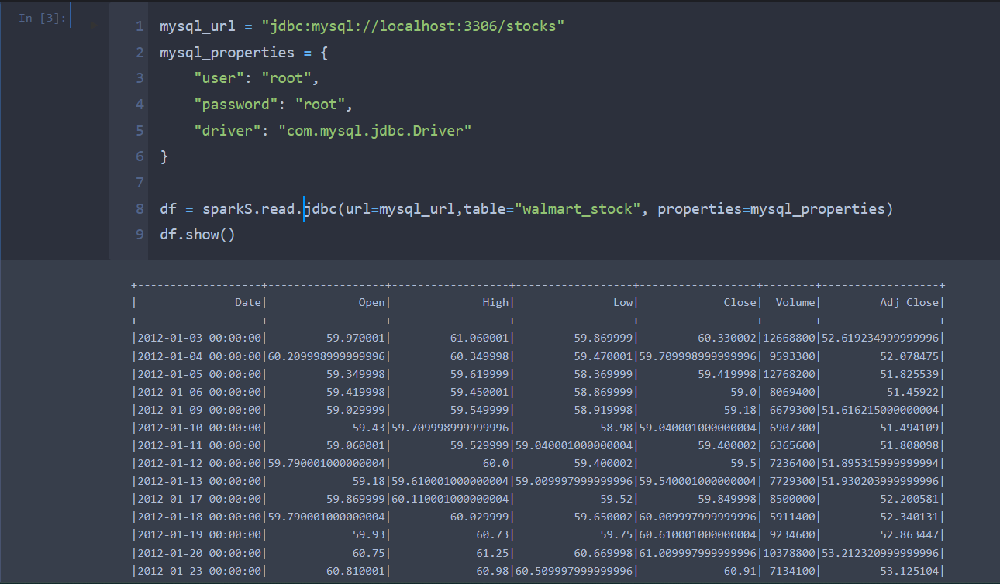 In [3]:
1 mysql_url = "jdbc:mysql://localhost:3306/stocks"
2 mysql_properties = {
3     "user": "root",
4     "password": "root",
5     "driver": "com.mysql.jdbc.Driver"
6 }
7
8 df = sparkS.read.jdbc(url=mysql_url,table="walmart_stock", properties=mysql_properties)
9 df.show()
+-------------------+------------------+------------------+------------------+------------------+--------+------------------+
|               Date|              Open|              High|               Low|             Close|  Volume|         Adj Close|
+-------------------+------------------+------------------+------------------+------------------+--------+------------------+
|2012-01-03 00:00:00|         59.970001|         61.060001|         59.869999|         60.330002|12668800|52.619234999999996|
|2012-01-04 00:00:00|60.209998999999996|         60.349998|         59.470001|59.709998999999996| 9593300|         52.078475|
|2012-01-05 00:00:00|         59.349998|         59.619999|         58.369999|         59.419998|12768200|         51.825539|
|2012-01-06 00:00:00|         59.419998|         59.450001|         58.869999|              59.0| 8069400|          51.45922|
|2012-01-09 00:00:00|         59.029999|         59.549999|         58.919998|             59.18| 6679300|51.616215000000004|
|2012-01-10 00:00:00|             59.43|59.709998999999996|             58.98|59.040001000000004| 6907300|         51.494109|
|2012-01-11 00:00:00|         59.060001|         59.529999|59.040001000000004|         59.400002| 6365600|         51.808098|
|2012-01-12 00:00:00|59.790001000000004|              60.0|         59.400002|              59.5| 7236400|51.895315999999994|
|2012-01-13 00:00:00|             59.18|59.610001000000004|59.009997999999996|59.540001000000004| 7729300|51.930203999999996|
|2012-01-17 00:00:00|         59.869999|60.110001000000004|             59.52|         59.849998| 8500000|         52.200581|
|2012-01-18 00:00:00|59.790001000000004|         60.029999|         59.650002|60.009997999999996| 5911400|         52.340131|
|2012-01-19 00:00:00|             59.93|             60.73|             59.75|60.610001000000004| 9234600|         52.863447|
|2012-01-20 00:00:00|             60.75|             61.25|         60.669998|61.009997999999996|10378800|53.212320999999996|
|2012-01-23 00:00:00|         60.810001|             60.98|60.509997999999996|             60.91| 7134100|         53.125104|